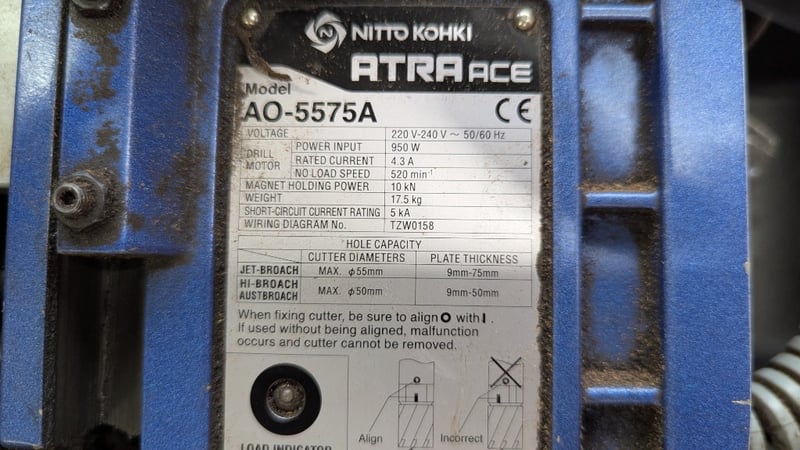 NITTO KOHKI
ATRA ACE
Model
AO-5575A CE
VOLTAGE 220 V-240 V ~ 50/60 Hz
DRILL MOTOR POWER INPUT 950 W
RATED CURRENT 4.3 A
NO LOAD SPEED 520 min⁻¹
MAGNET HOLDING POWER 10 kN
WEIGHT 17.5 kg
SHORT-CIRCUIT CURRENT RATING 5 kA
WIRING DIAGRAM No. TZW0158
HOLE CAPACITY
CUTTER DIAMETERS PLATE THICKNESS
JET-BROACH MAX. φ55mm 9mm-75mm
HI-BROACH
AUSTBROACH MAX. φ50mm 9mm-50mm
When fixing cutter, be sure to align O with I.
If used without being aligned, malfunction
occurs and cutter cannot be removed.
Align Incorrect
LOAD INDICATOR